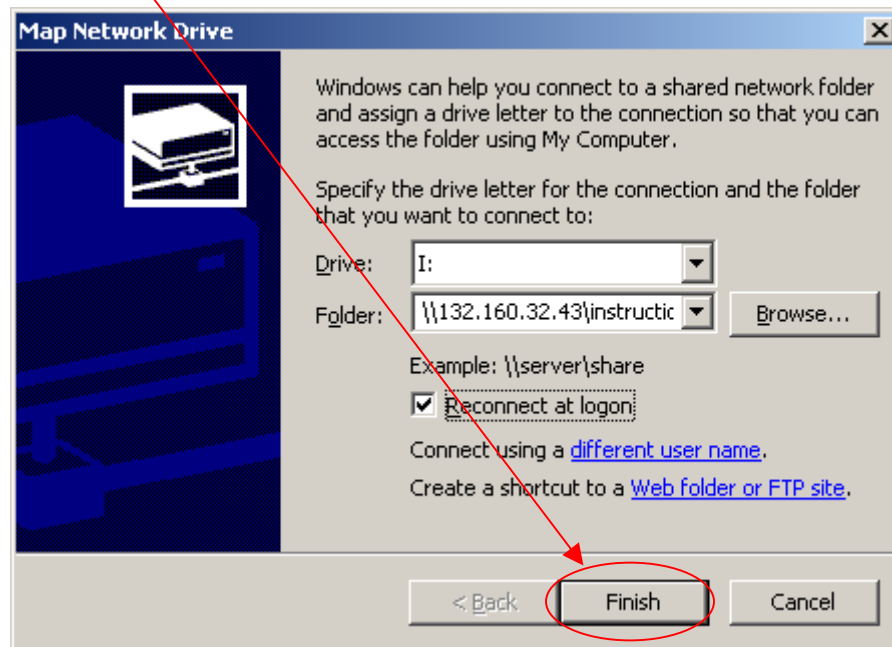 Map Network Drive
Windows can help you connect to a shared network folder
and assign a drive letter to the connection so that you can
access the folder using My Computer.
Specify the drive letter for the connection and the folder
that you want to connect to:
Drive: I:
Folder: \\132.160.32.43\instructic Browse...
Example: \\server\share
Reconnect at logon
Connect using a different user name.
Create a shortcut to a Web folder or FTP site.
< Back Finish Cancel